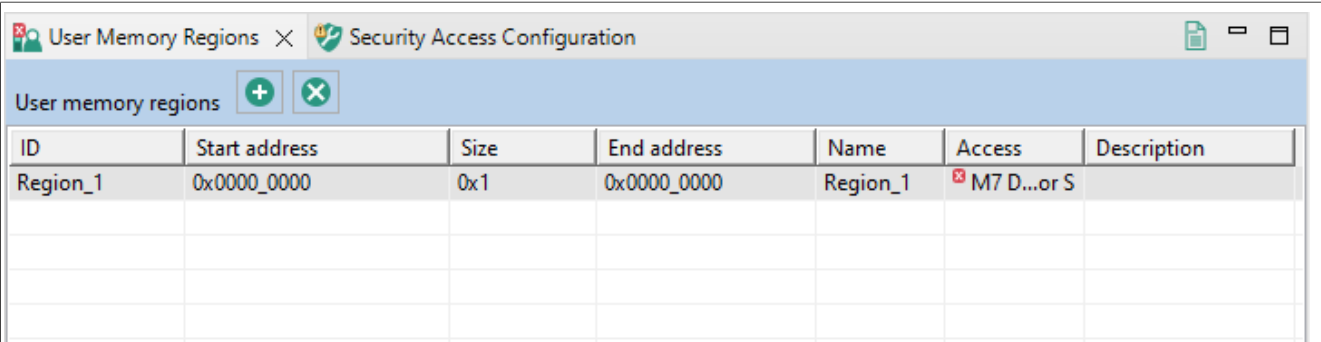 User Memory Regions Security Access Configuration
User memory regions
ID Start address Size End address Name Access Description
Region_1 0x0000_0000 0x1 0x0000_0000 Region_1 M7 D...or S